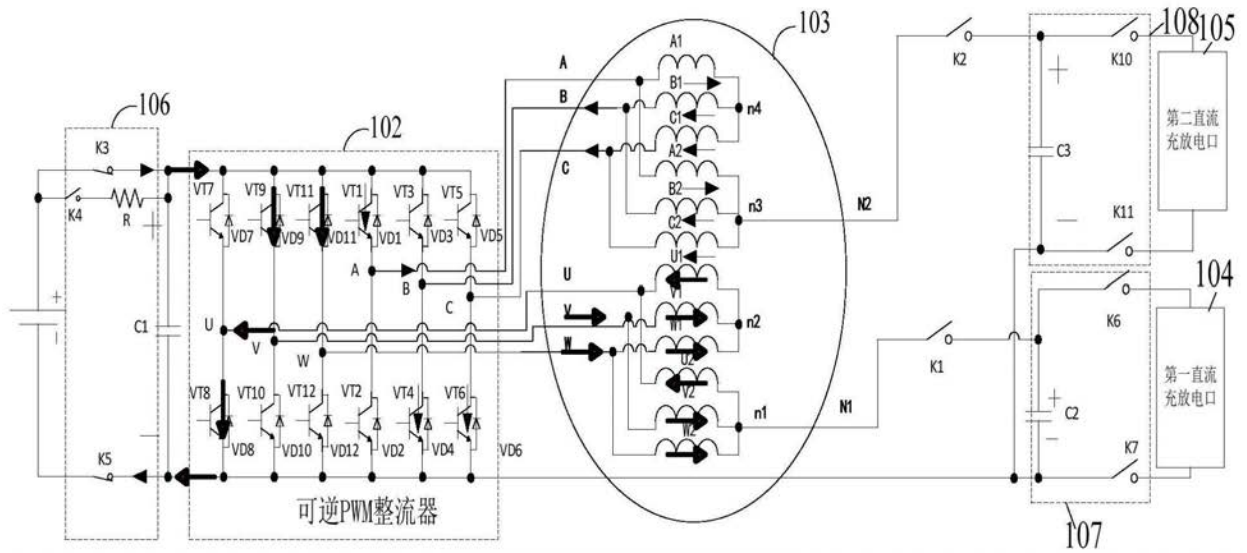 103
108
105
106
102
K3
K4
R
C1
K5
VT7
VT9
VT11
VT1
VT3
VT5
VD7
VD9
VD11
VD1
VD3
VD5
A
B
C
U
V
W
VT8
VT10
VT12
VT2
VT4
VT6
VD8
VD10
VD12
VD2
VD4
VD6
可逆PWM整流器
A
B
C
U
V
W
A1
B1
C1
A2
B2
C2
U1
V1
W1
U2
V2
W2
n4
n3
n2
n1
N2
N1
K2
K1
C3
K10
K11
第二直流
充放电口
104
K6
C2
K7
第一直流
充放电口
107